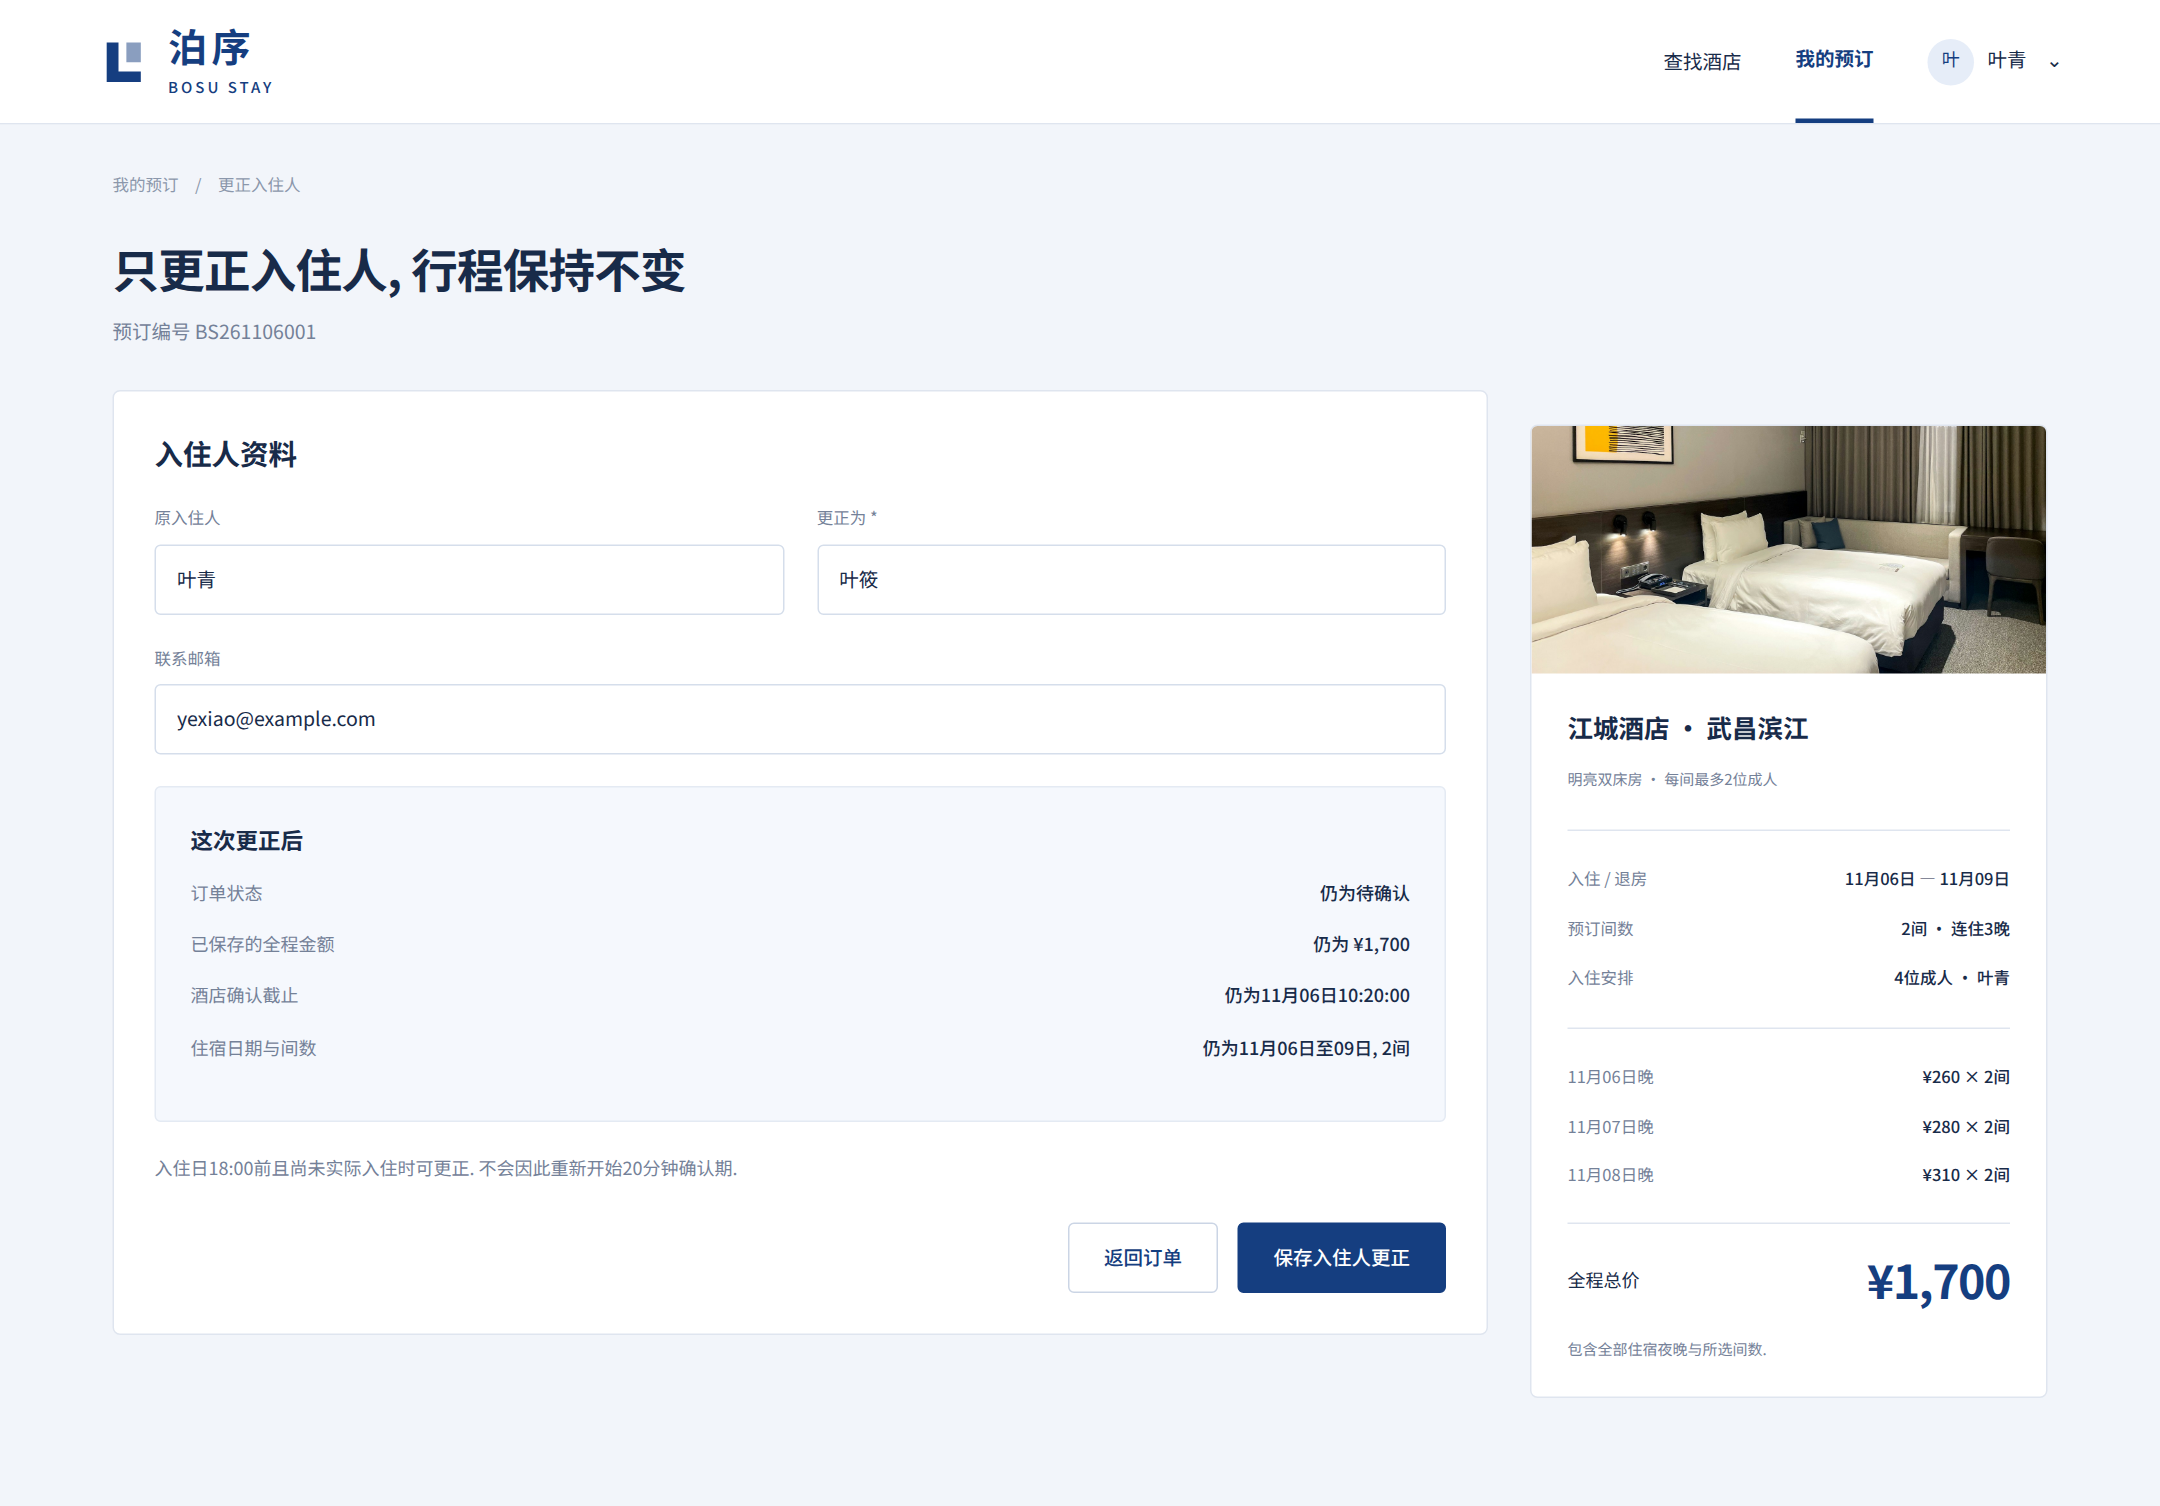 泊序
BOSU STAY
查找酒店
我的预订
叶
叶青
我的预订 / 更正入住人
只更正入住人, 行程保持不变
预订编号 BS261106001
入住人资料
原入住人
更正为 *
叶青
叶筱
联系邮箱
yexiao@example.com
这次更正后
订单状态 仍为待确认
已保存的全程金额 仍为 ¥1,700
酒店确认截止 仍为11月06日10:20:00
住宿日期与间数 仍为11月06日至09日, 2间
入住日18:00前且尚未实际入住时可更正. 不会因此重新开始20分钟确认期.
返回订单
保存入住人更正
江城酒店 · 武昌滨江
明亮双床房 · 每间最多2位成人
入住 / 退房 11月06日 — 11月09日
预订间数 2间 · 连住3晚
入住安排 4位成人 · 叶青
11月06日晚 ¥260 × 2间
11月07日晚 ¥280 × 2间
11月08日晚 ¥310 × 2间
全程总价 ¥1,700
包含全部住宿夜晚与所选间数.